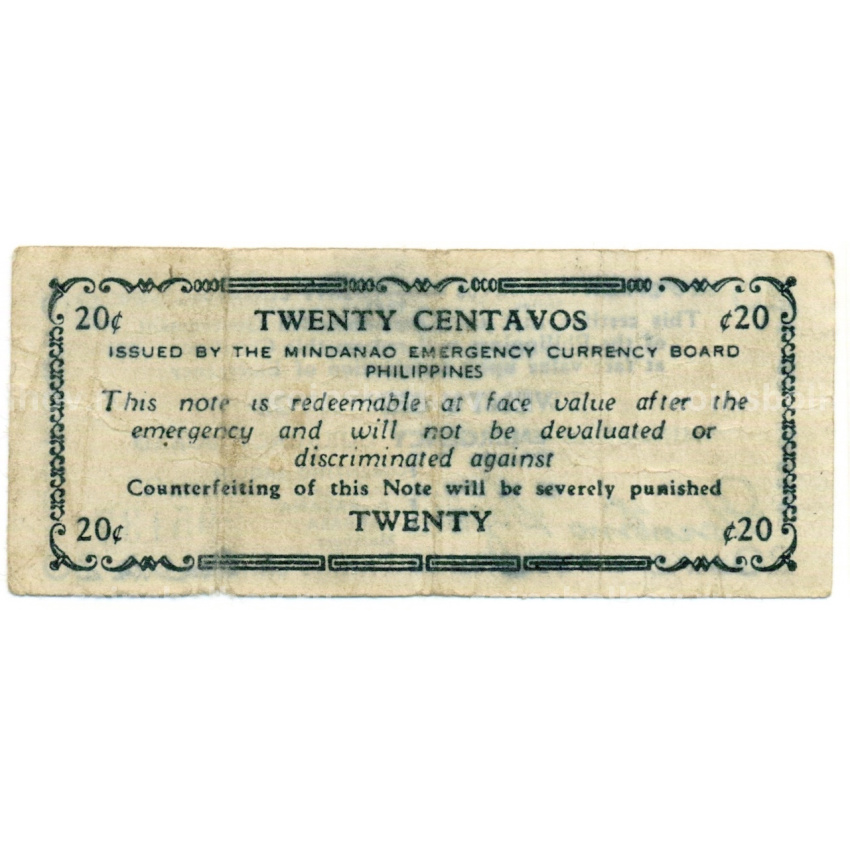 20¢ TWENTY CENTAVOS ¢20
ISSUED BY THE MINDANAO EMERGENCY CURRENCY BOARD
PHILIPPINES
This note is redeemable at face value after the
emergency and will not be devaluated or
discriminated against
Counterfeiting of this Note will be severely punished
20¢ TWENTY ¢20